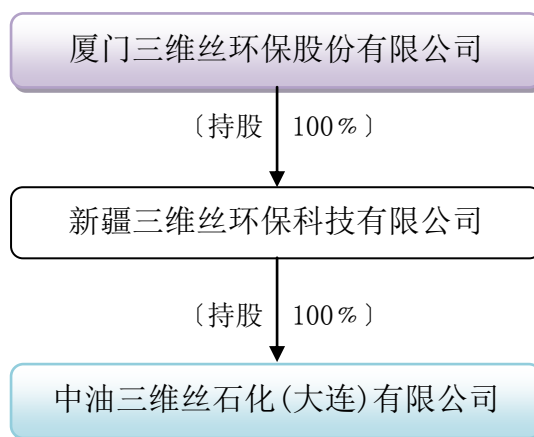 厦门三维丝环保股份有限公司
〔持股 100%〕
新疆三维丝环保科技有限公司
〔持股 100%〕
中油三维丝石化(大连)有限公司